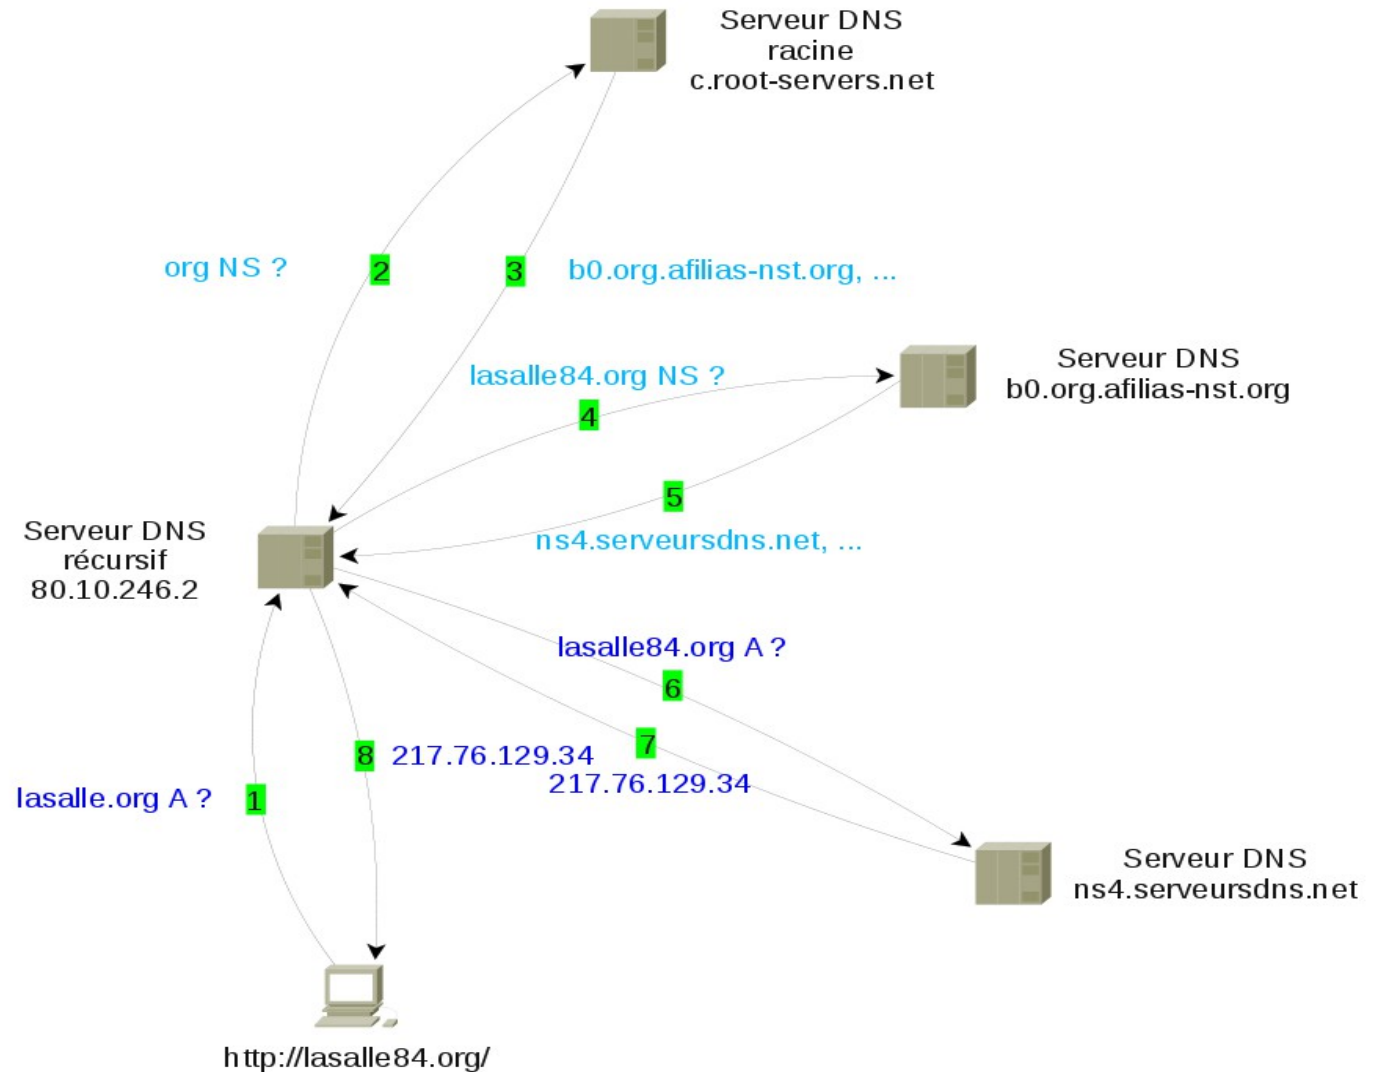 Serveur DNS
racine
c.root-servers.net
org NS ?
2
3
b0.org.afilias-nst.org, ...
lasalle84.org NS ?
Serveur DNS
b0.org.afilias-nst.org
4
5
Serveur DNS
récursif
80.10.246.2
ns4.serveursdns.net, ...
lasalle84.org A ?
6
7
8
217.76.129.34
217.76.129.34
lasalle.org A ?
1
Serveur DNS
ns4.serveursdns.net
http://lasalle84.org/